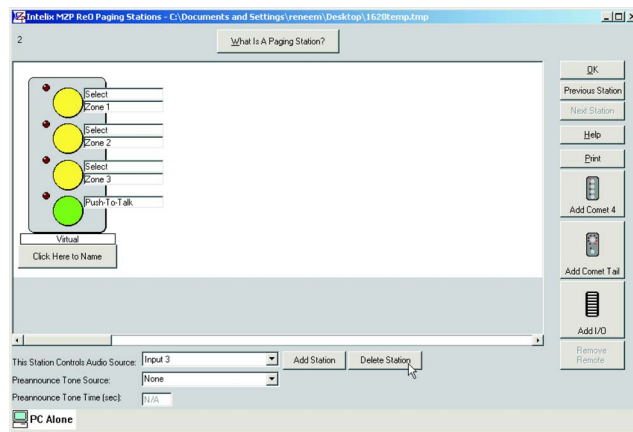 Intelix MZP ReO Paging Stations - C:\Documents and Settings\reneem\Desktop\1620temp.tmp
2
What Is A Paging Station?
OK
Previous Station
Next Station
Help
Print
Add Comet 4
Add Comet Tail
Add I/O
Remove
Remote
Select
Zone 1
Select
Zone 2
Select
Zone 3
Push-To-Talk
Virtual
Click Here to Name
This Station Controls Audio Source: Input 3 Add Station Delete Station
Preannounce Tone Source: None
Preannounce Tone Time (sec): N/A
PC Alone